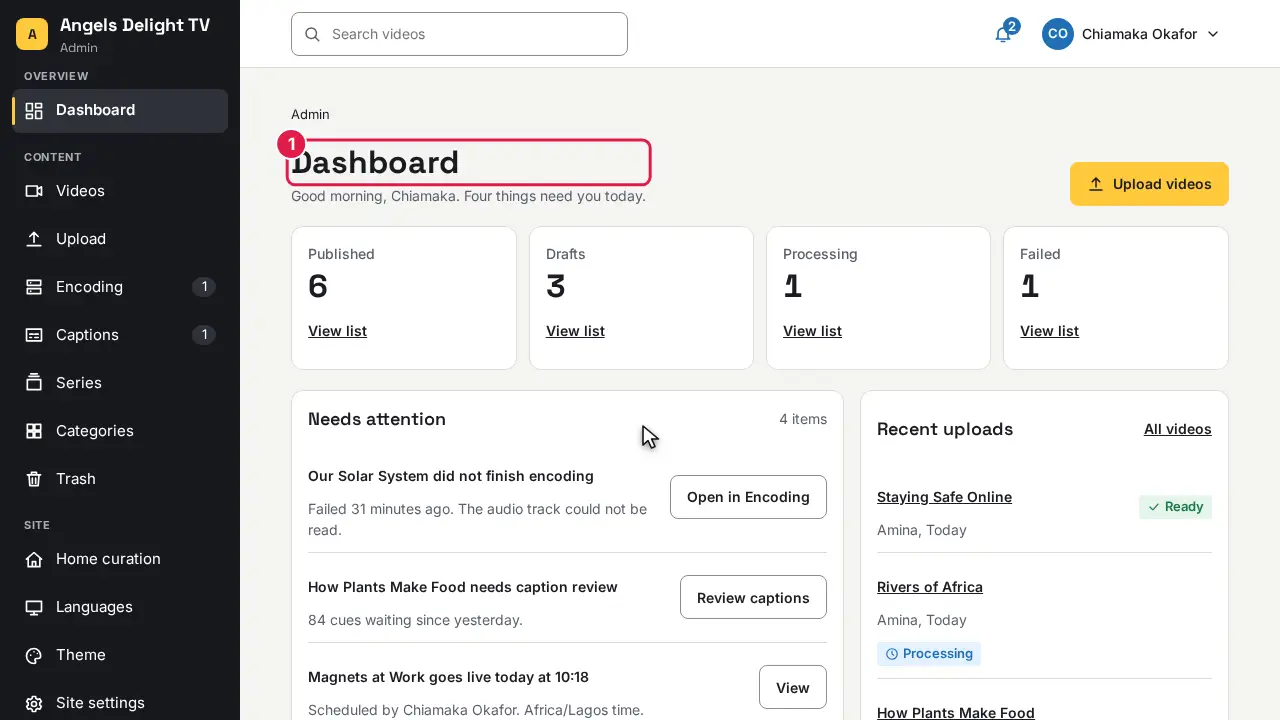 A
Angels Delight TV
Admin
OVERVIEW
Dashboard
CONTENT
Videos
Upload
Encoding 1
Captions 1
Series
Categories
Trash
SITE
Home curation
Languages
Theme
Site settings
Search videos
2
CO Chiamaka Okafor
Admin
1
Dashboard
Good morning, Chiamaka. Four things need you today.
Upload videos
Published
6
View list
Drafts
3
View list
Processing
1
View list
Failed
1
View list
Needs attention
4 items
Our Solar System did not finish encoding
Failed 31 minutes ago. The audio track could not be
read.
Open in Encoding
How Plants Make Food needs caption review
84 cues waiting since yesterday.
Review captions
Magnets at Work goes live today at 10:18
Scheduled by Chiamaka Okafor. Africa/Lagos time.
View
Recent uploads
All videos
Staying Safe Online
Amina, Today
Ready
Rivers of Africa
Amina, Today
Processing
How Plants Make Food